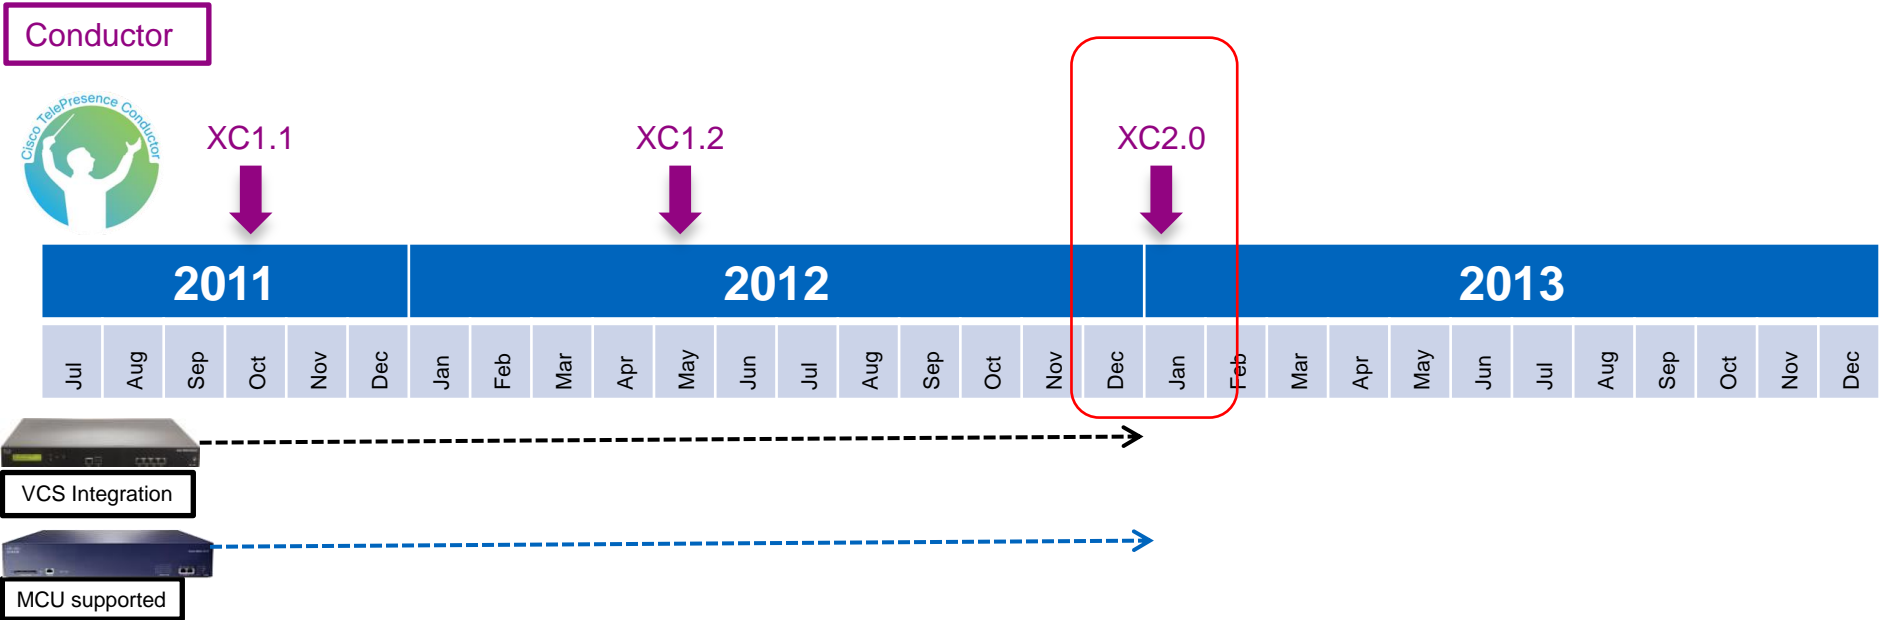 Conductor
Cisco TelePresence Conductor
XC1.1
XC1.2
XC2.0
2011
2012
2013
Jul
Aug
Sep
Oct
Nov
Dec
Jan
Feb
Mar
Apr
May
Jun
Jul
Aug
Sep
Oct
Nov
Dec
Jan
Feb
Mar
Apr
May
Jun
Jul
Aug
Sep
Oct
Nov
Dec
VCS Integration
MCU supported